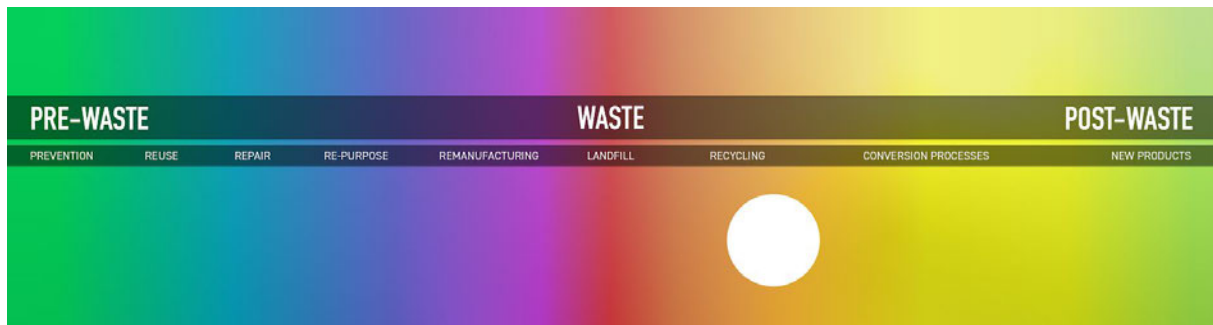 PRE-WASTE WASTE POST-WASTE
PREVENTION REUSE REPAIR RE-PURPOSE REMANUFACTURING LANDFILL RECYCLING CONVERSION PROCESSES NEW PRODUCTS